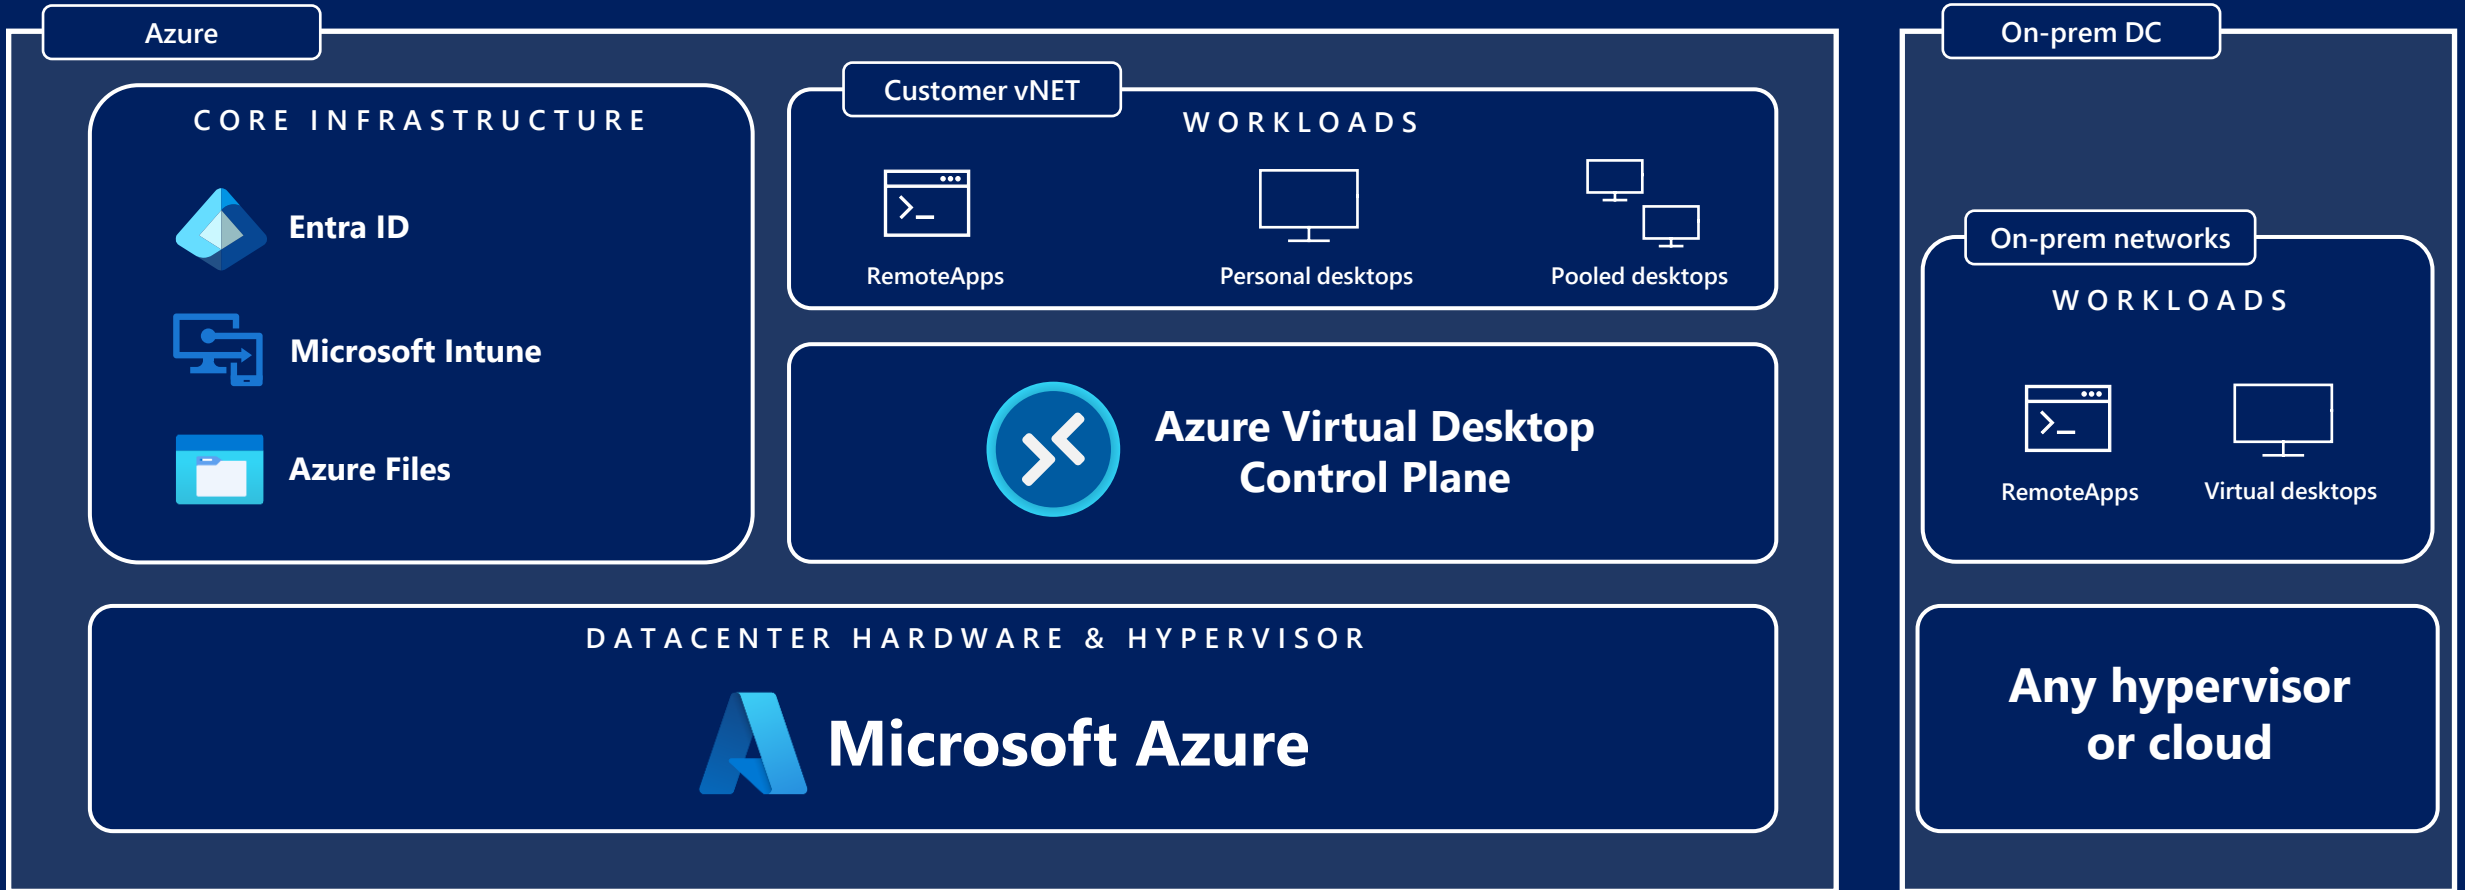 Azure
CORE INFRASTRUCTURE
Entra ID
Microsoft Intune
Azure Files
Customer vNET
WORKLOADS
RemoteApps
Personal desktops
Pooled desktops
Azure Virtual Desktop
Control Plane
DATACENTER HARDWARE & HYPERVISOR
Microsoft Azure
On-prem DC
On-prem networks
WORKLOADS
RemoteApps
Virtual desktops
Any hypervisor
or cloud